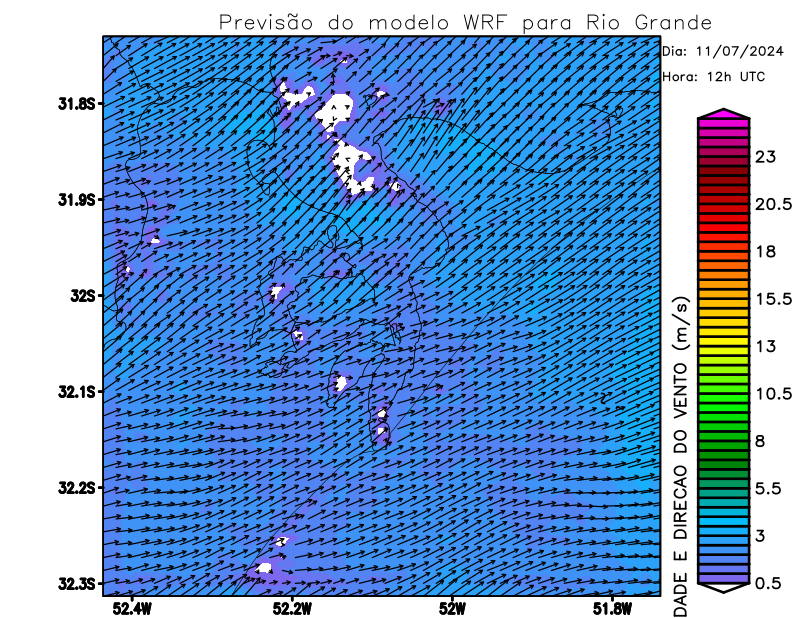 Previsão do modelo WRF para Rio Grande
Dia: 11/07/2024
Hora: 12h UTC
31.8S
31.9S
32S
32.1S
32.2S
32.3S
52.4W
52.2W
52W
51.8W
DADE E DIRECAO DO VENTO (m/s)
23
20.5
18
15.5
13
10.5
8
5.5
3
0.5